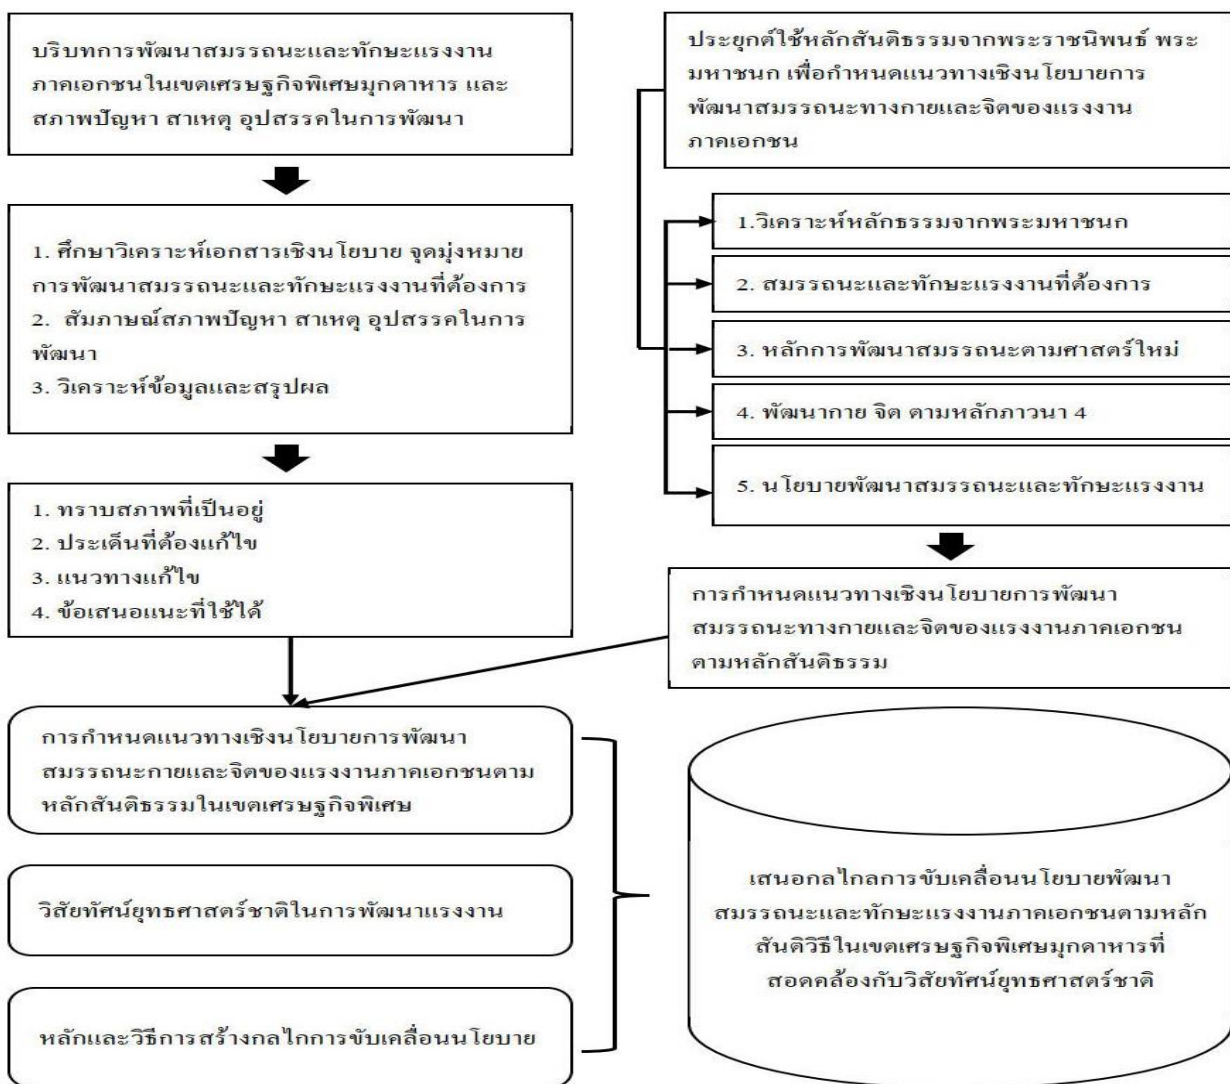 บริบทการพัฒนาสมรรถนะและทักษะแรงงาน
ภาคเอกชนในเขตเศรษฐกิจพิเศษมุกดาหาร และ
สภาพปัญหา สาเหตุ อุปสรรคในการพัฒนา
1. ศึกษาวิเคราะห์เอกสารเชิงนโยบาย จุดมุ่งหมาย
การพัฒนาสมรรถนะและทักษะแรงงานที่ต้องการ
2. สัมภาษณ์สภาพปัญหา สาเหตุ อุปสรรคในการ
พัฒนา
3. วิเคราะห์ข้อมูลและสรุปผล
1. ทราบสภาพที่เป็นอยู่
2. ประเด็นที่ต้องแก้ไข
3. แนวทางแก้ไข
4. ข้อเสนอแนะที่ใช้ได้
ประยุกต์ใช้หลักสันติธรรมจากพระราชนิพนธ์ พระ
มหาชนก เพื่อกำหนดแนวทางเชิงนโยบายการ
พัฒนาสมรรถนะทางกายและจิตของแรงงาน
ภาคเอกชน
1.วิเคราะห์หลักธรรมจากพระมหาชนก
2. สมรรถนะและทักษะแรงงานที่ต้องการ
3. หลักการพัฒนาสมรรถนะตามศาสตร์ใหม่
4. พัฒนากาย จิต ตามหลักภาวนา 4
5. นโยบายพัฒนาสมรรถนะและทักษะแรงงาน
การกำหนดแนวทางเชิงนโยบายการพัฒนา
สมรรถนะทางกายและจิตของแรงงานภาคเอกชน
ตามหลักสันติธรรม
การกำหนดแนวทางเชิงนโยบายการพัฒนา
สมรรถนะกายและจิตของแรงงานภาคเอกชนตาม
หลักสันติธรรมในเขตเศรษฐกิจพิเศษ
วิสัยทัศน์ยุทธศาสตร์ชาติในการพัฒนาแรงงาน
หลักและวิธีการสร้างกลไกการขับเคลื่อนนโยบาย
เสนอกลไกลการขับเคลื่อนนโยบายพัฒนา
สมรรถนะและทักษะแรงงานภาคเอกชนตามหลัก
สันติวิธีในเขตเศรษฐกิจพิเศษมุกดาหารที่
สอดคล้องกับวิสัยทัศน์ยุทธศาสตร์ชาติ